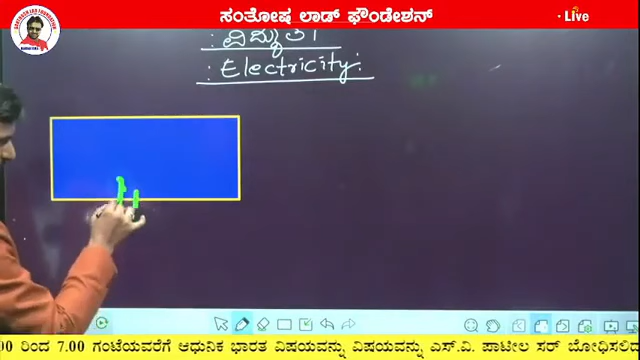 ಸಂತೋಷ ಲಾಡ್ ಫೌಂಡೇಶನ್
Live
: ವಿದ್ಯುತ್ :
: Electricity :
00 ರಿಂದ 7.00 ಗಂಟೆಯವರೆಗೆ ಆಧುನಿಕ ಭಾರತ ವಿಷಯವನ್ನು ವಿಷಯವನ್ನು ಎಸ್.ವಿ. ಪಾಟೀಲ ಸರ್ ಬೋಧಿಸಲಿದ